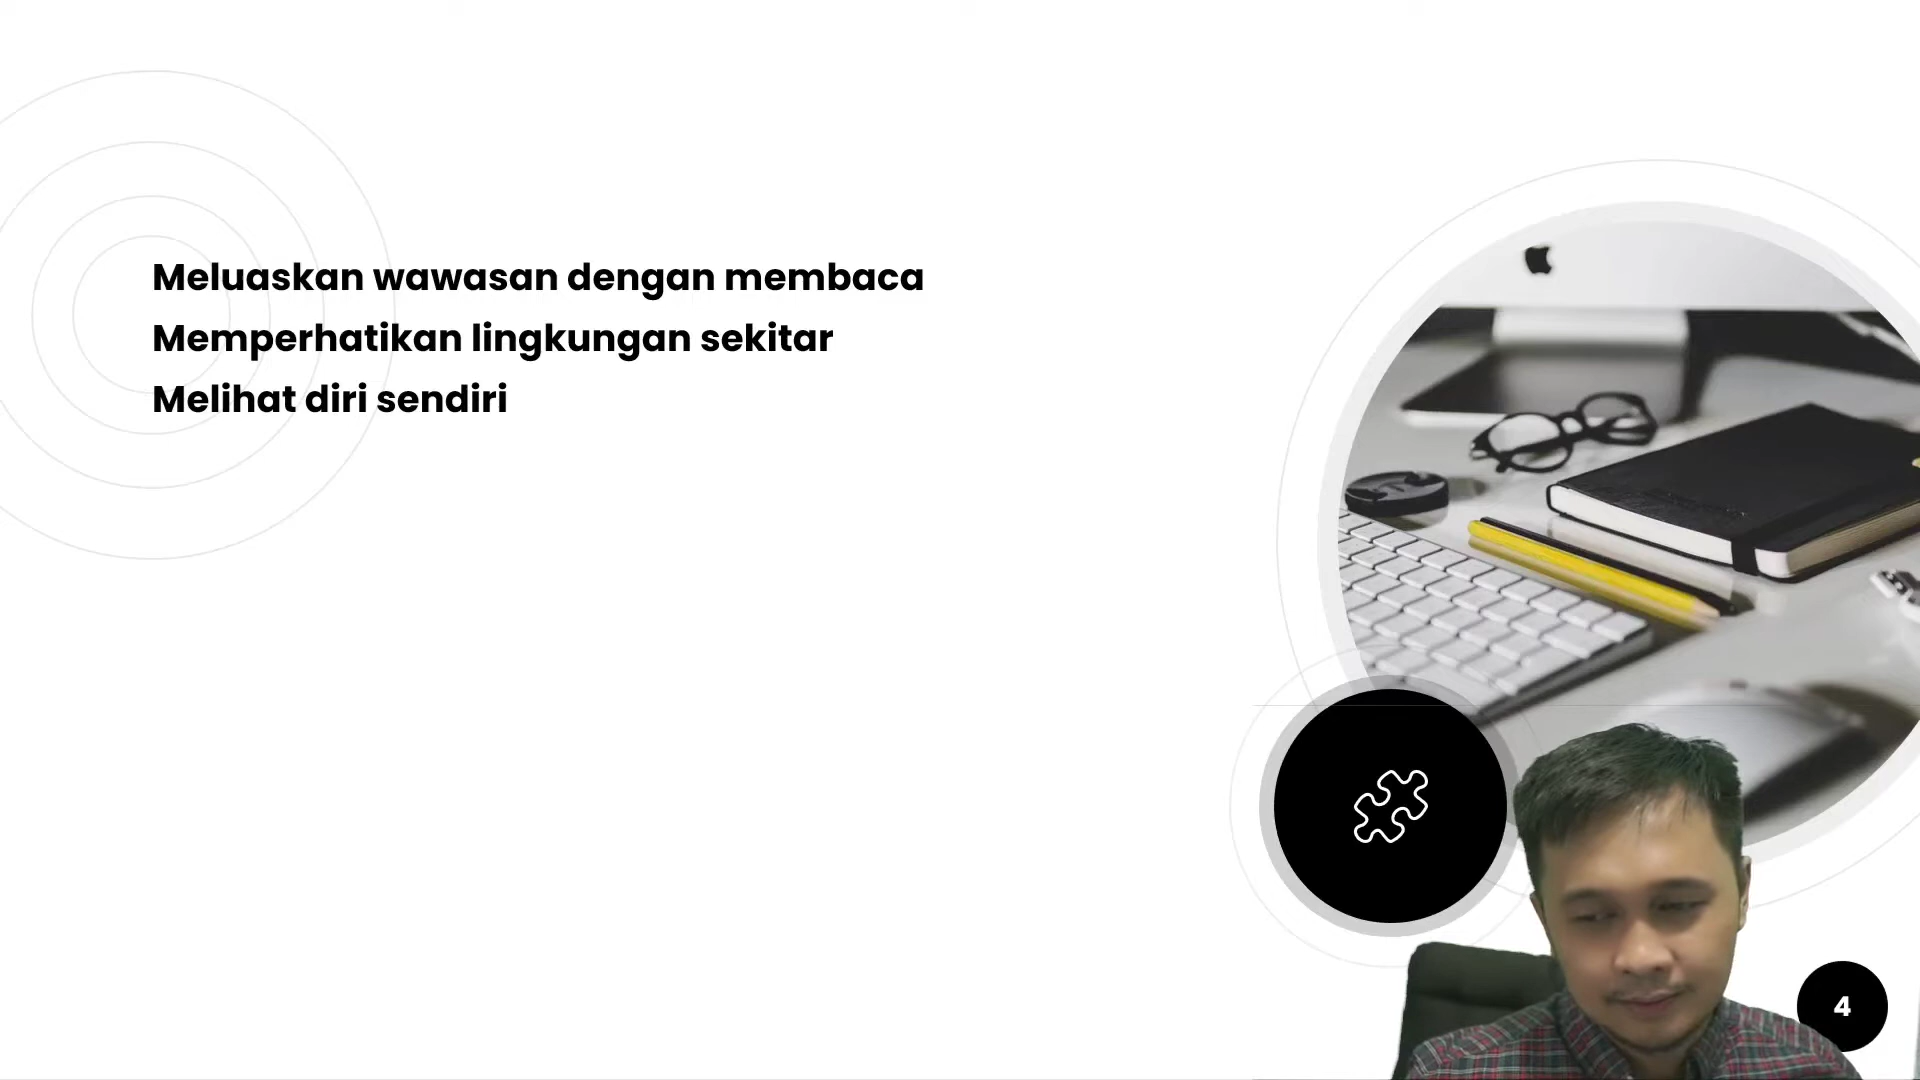 Meluaskan wawasan dengan membaca
Memperhatikan lingkungan sekitar
Melihat diri sendiri
4